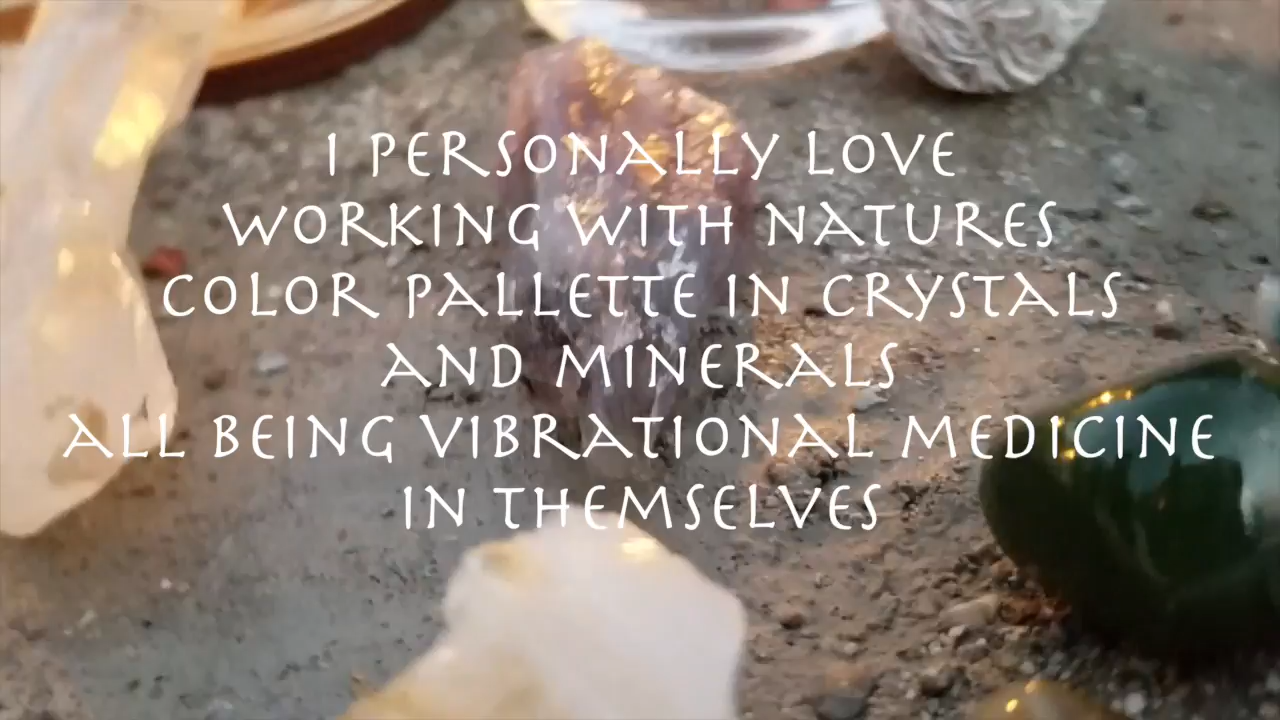 I PERSONALLY LOVE
WORKING WITH NATURES
COLOR PALLETTE IN CRYSTALS
AND MINERALS
ALL BEING VIBRATIONAL MEDICINE
IN THEMSELVES